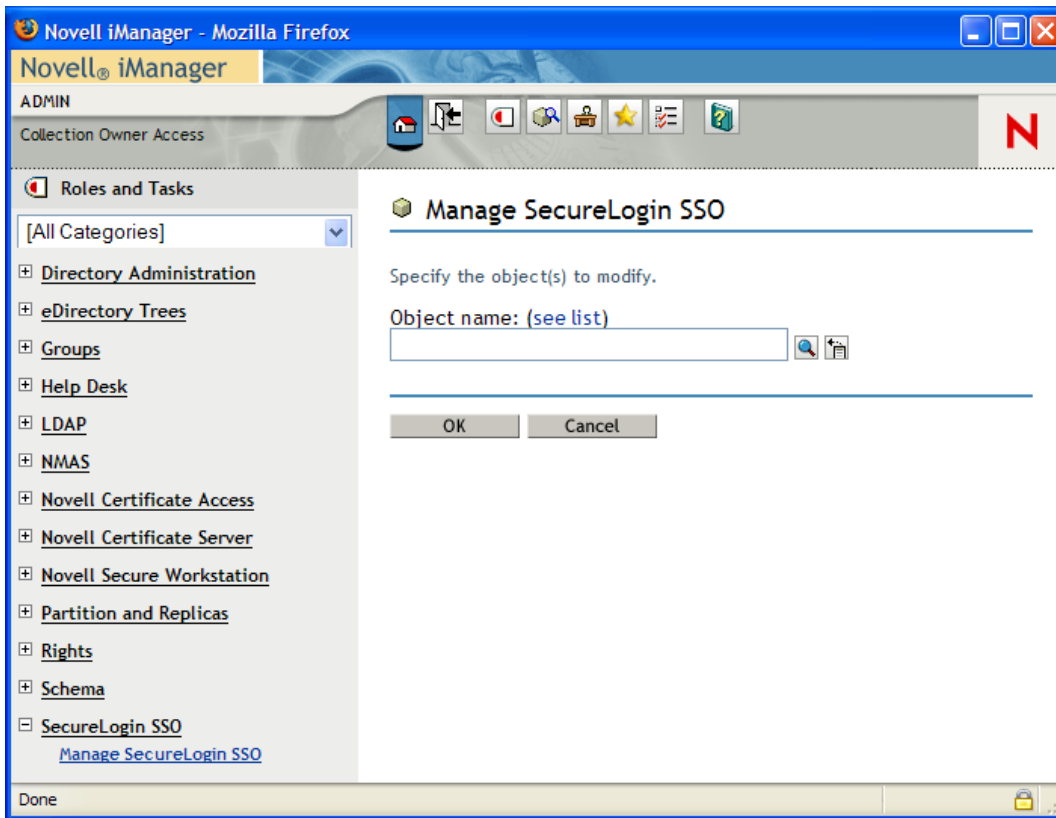 Novell iManager - Mozilla Firefox
Novell® iManager
ADMIN
Collection Owner Access
N
Roles and Tasks
[All Categories]
Directory Administration
eDirectory Trees
Groups
Help Desk
LDAP
NMAS
Novell Certificate Access
Novell Certificate Server
Novell Secure Workstation
Partition and Replicas
Rights
Schema
SecureLogin SSO
Manage SecureLogin SSO
Manage SecureLogin SSO
Specify the object(s) to modify.
Object name: (see list)
OK Cancel
Done